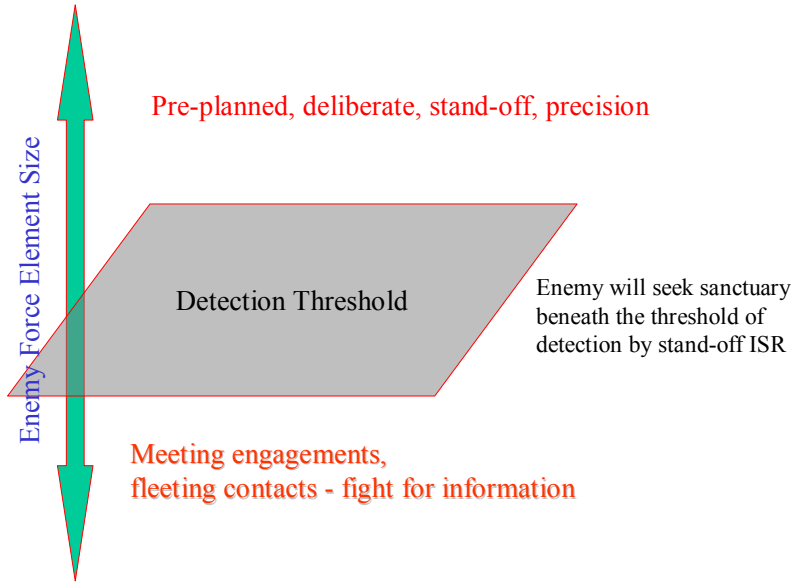 Pre-planned, deliberate, stand-off, precision
Enemy Force Element Size
Detection Threshold
Enemy will seek sanctuary
beneath the threshold of
detection by stand-off ISR
Meeting engagements,
fleeting contacts - fight for information